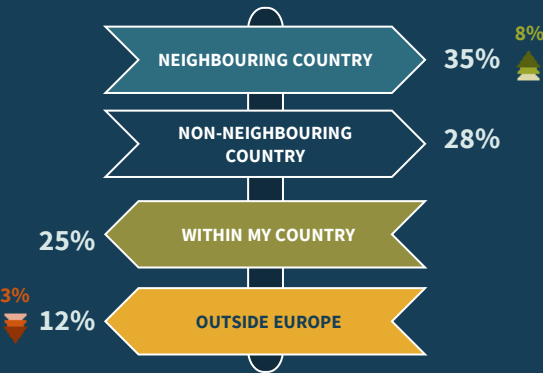 8%
NEIGHBOURING COUNTRY
35%
NON-NEIGHBOURING
COUNTRY
28%
25%
WITHIN MY COUNTRY
3%
12%
OUTSIDE EUROPE